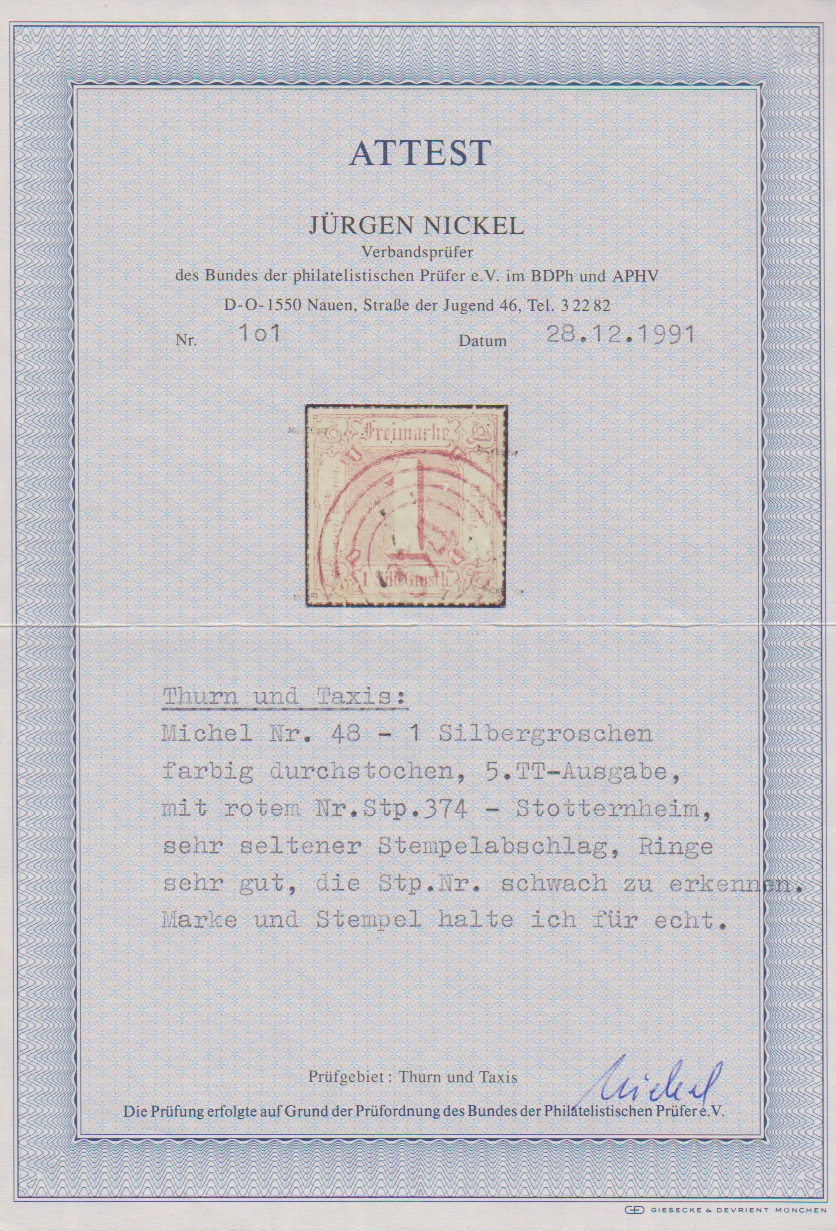 ATTEST
JÜRGEN NICKEL
Verbandsprüfer
des Bundes der philatelistischen Prüfer e.V. im BDPh und APHV
D-O-1550 Nauen, Straße der Jugend 46, Tel. 3 22 82
Nr. 1o1 Datum 28.12.1991
Freimarke
1
1 Silb. Grosch.
Thurn und Taxis:
Michel Nr. 48 - 1 Silbergroschen
farbig durchstochen, 5.TT-Ausgabe,
mit rotem Nr.Stp.374 - Stotternheim,
sehr seltener Stempelabschlag, Ringe
sehr gut, die Stp.Nr. schwach zu erkennen.
Marke und Stempel halte ich für echt.
Prüfgebiet : Thurn und Taxis
Nickel
Die Prüfung erfolgte auf Grund der Prüfordnung des Bundes der Philatelistischen Prüfer e.V.
GIESECKE & DEVRIENT MÜNCHEN